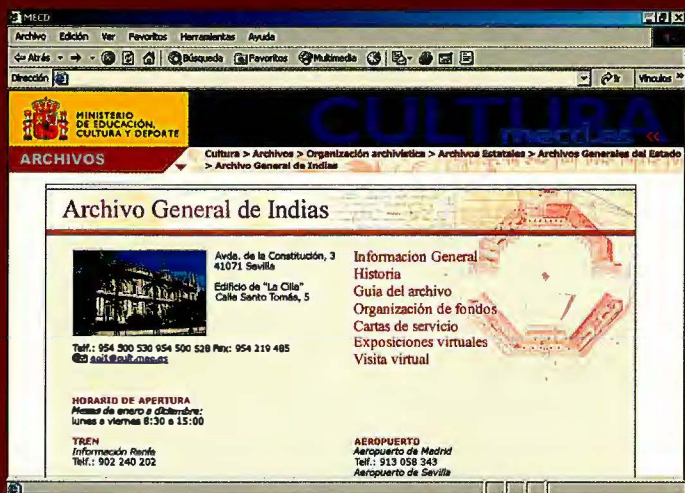 MECD
Archivo Edición Ver Favoritos Herramientas Ayuda
Atrás Búsqueda Favoritos Multimedia
Dirección Ir Vínculos »
MINISTERIO
DE EDUCACIÓN,
CULTURA Y DEPORTE
CULTURA
mecd.es «
ARCHIVOS
Cultura > Archivos > Organización archivística > Archivos Estatales > Archivos Generales del Estado
> Archivo General de Indias
Archivo General de Indias
Avda. de la Constitución, 3
41071 Sevilla
Edificio de "La Cilla"
Calle Santo Tomás, 5
Telf.: 954 500 530 954 500 528 Fax: 954 219 485
Informacion General
Historia
Guia del archivo
Organización de fondos
Cartas de servicio
Exposiciones virtuales
Visita virtual
HORARIO DE APERTURA
Meses de enero a diciembre:
lunes a viernes 8:30 a 15:00
TREN
Información Renfe
Telf.: 902 240 202
AEROPUERTO
Aeropuerto de Madrid
Telf.: 913 058 343
Aeropuerto de Sevilla